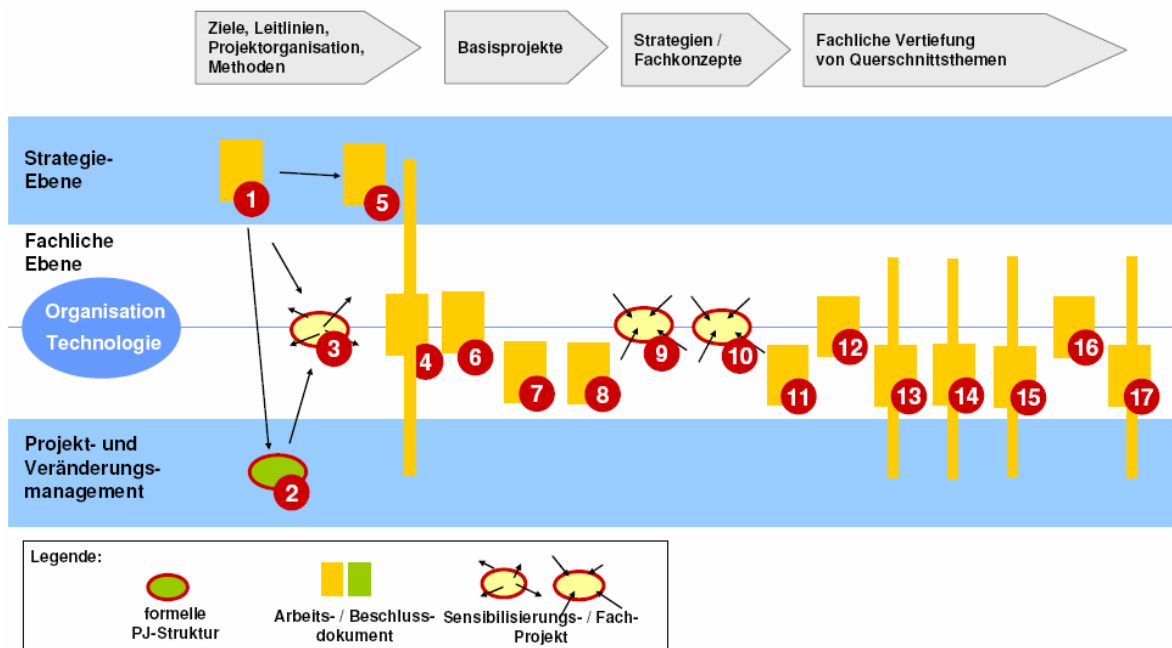 Ziele, Leitlinien,
Projektorganisation,
Methoden
Basisprojekte
Strategien /
Fachkonzepte
Fachliche Vertiefung
von Querschnittsthemen
Strategie-
Ebene
1
5
Fachliche
Ebene
Organisation
Technologie
3
4
6
7
8
9
10
11
12
13
14
15
16
17
Projekt- und
Veränderungs-
management
2
Legende:
formelle
PJ-Struktur
Arbeits- / Beschluss-
dokument
Sensibilisierungs- / Fach-
Projekt